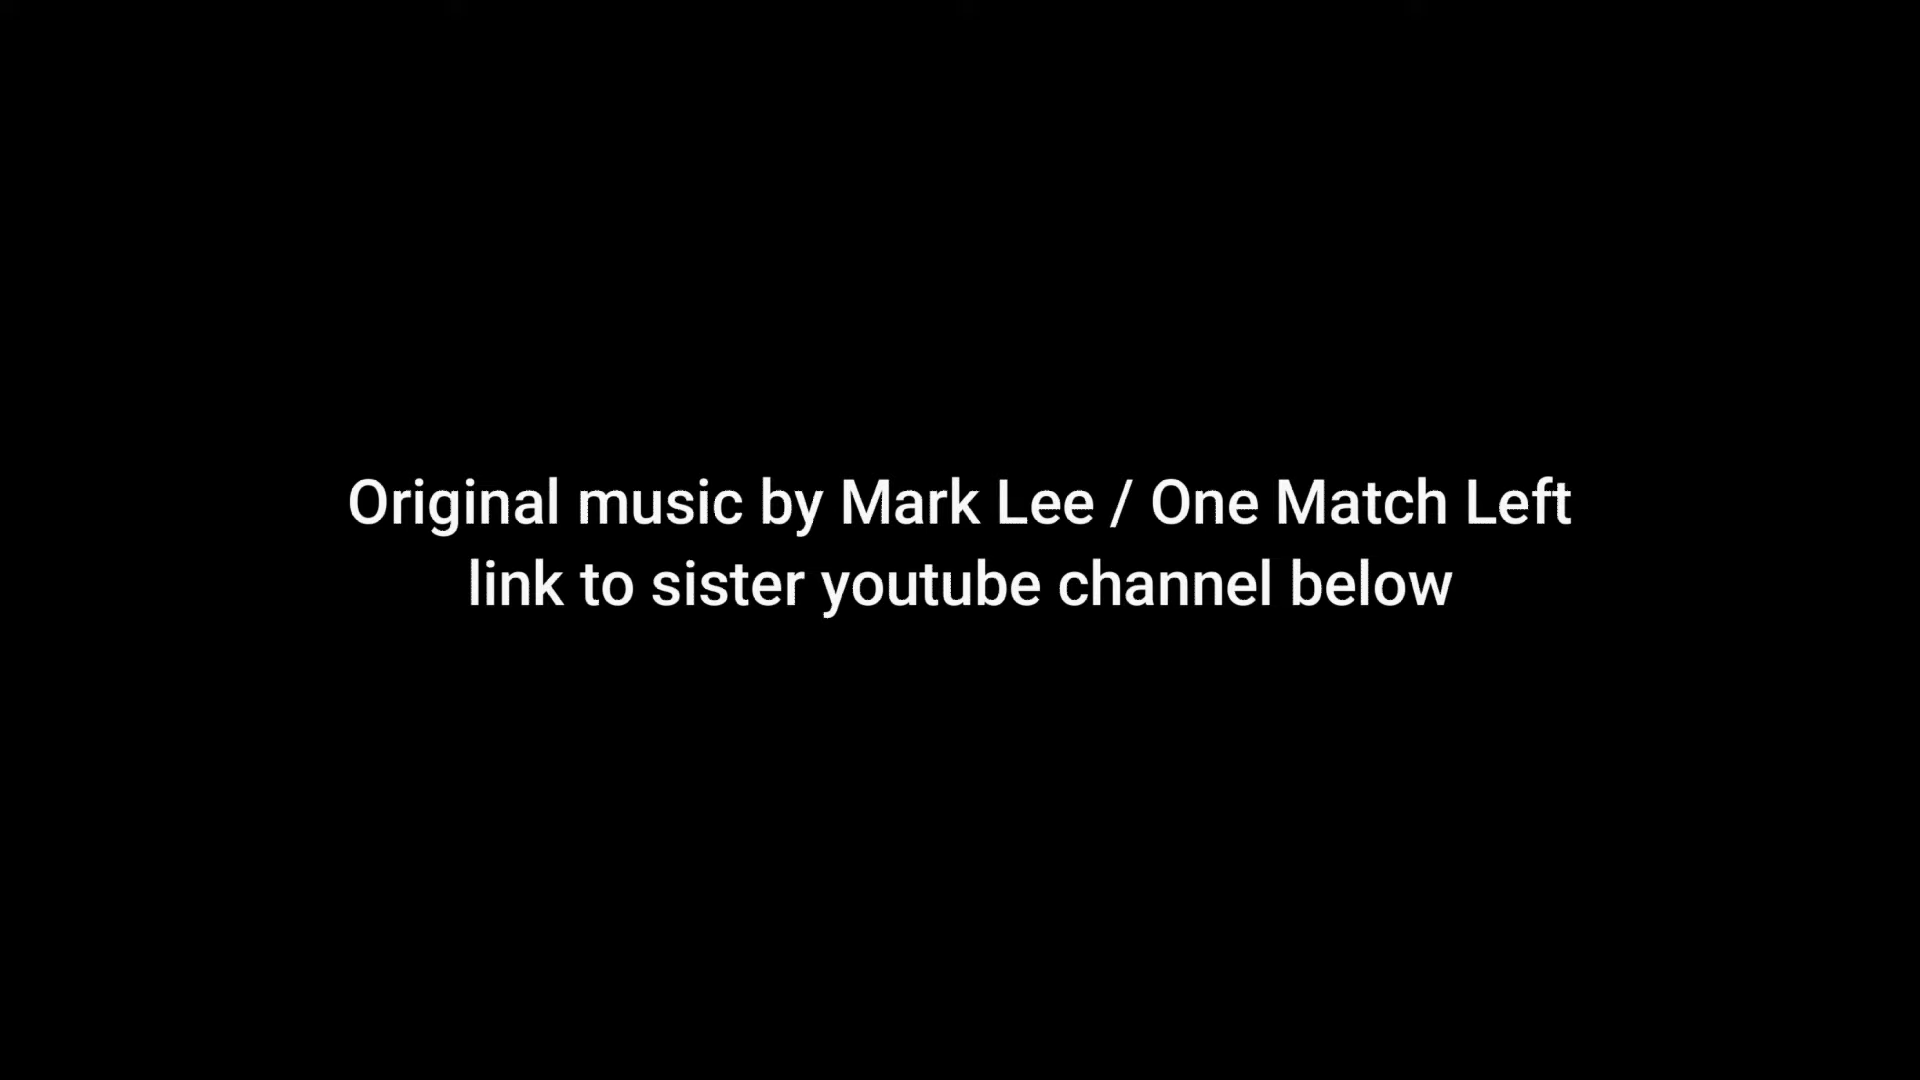 Original music by Mark Lee / One Match Left
link to sister youtube channel below